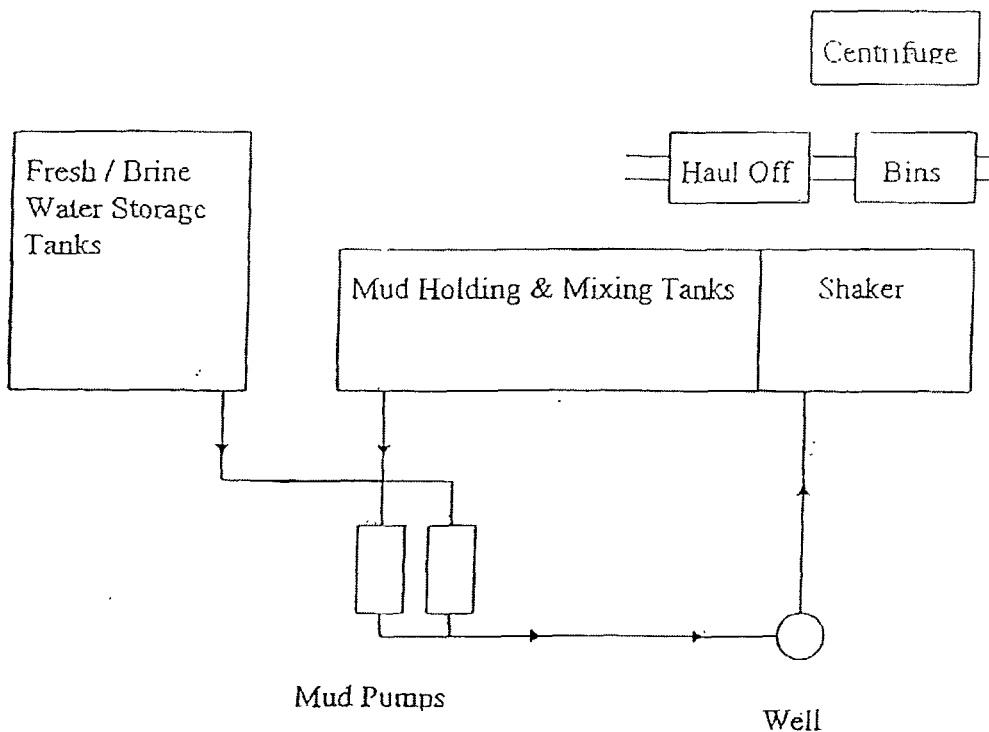 Centrifuge
Fresh / Brine
Water Storage
Tanks
Haul Off
Bins
Mud Holding & Mixing Tanks
Shaker
Mud Pumps
Well